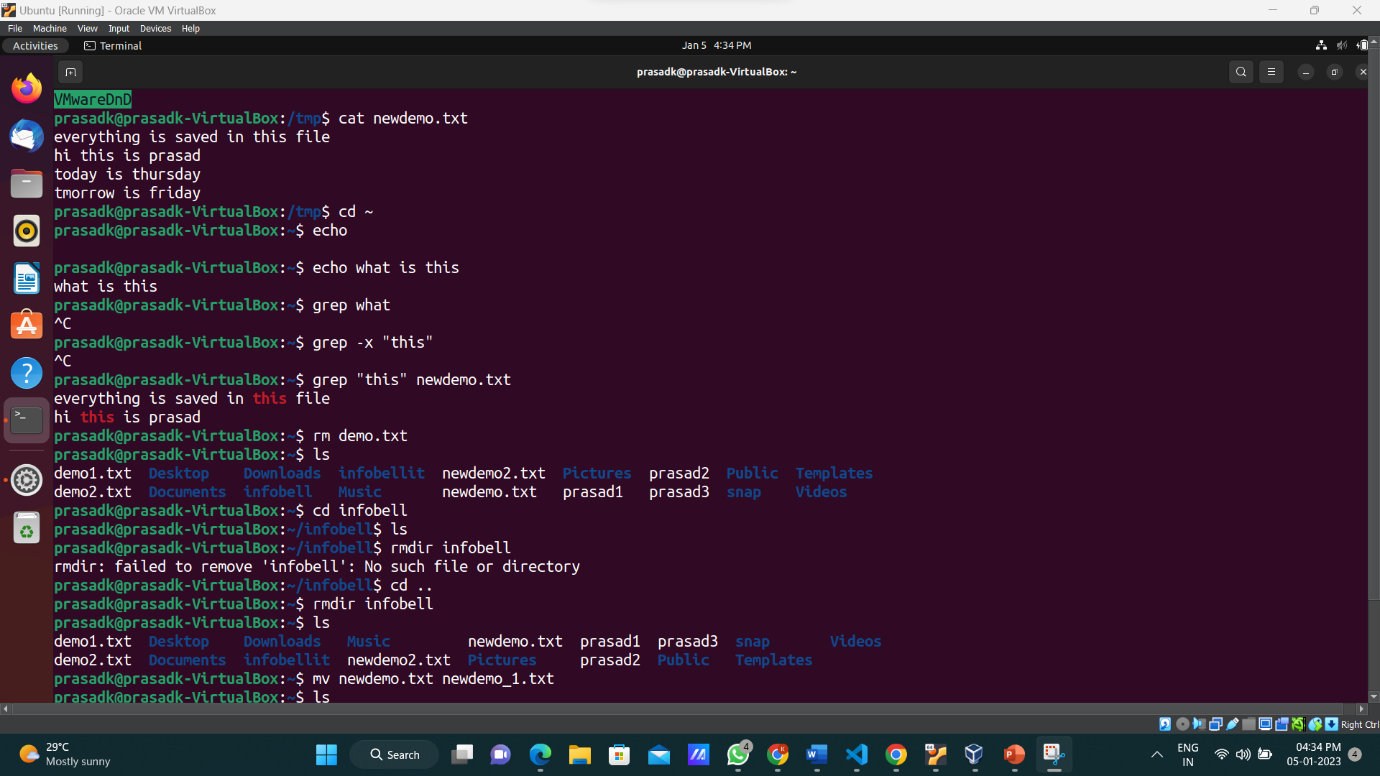 Ubuntu [Running] - Oracle VM VirtualBox
File Machine View Input Devices Help
Activities Terminal Jan 5 4:34 PM
prasadk@prasadk-VirtualBox: ~
VMwareDnD
prasadk@prasadk-VirtualBox:/tmp$ cat newdemo.txt
everything is saved in this file
hi this is prasad
today is thursday
tmorrow is friday
prasadk@prasadk-VirtualBox:/tmp$ cd ~
prasadk@prasadk-VirtualBox:~$ echo

prasadk@prasadk-VirtualBox:~$ echo what is this
what is this
prasadk@prasadk-VirtualBox:~$ grep what
^C
prasadk@prasadk-VirtualBox:~$ grep -x "this"
^C
prasadk@prasadk-VirtualBox:~$ grep "this" newdemo.txt
everything is saved in this file
hi this is prasad
prasadk@prasadk-VirtualBox:~$ rm demo.txt
prasadk@prasadk-VirtualBox:~$ ls
demo1.txt Desktop Downloads infobellit newdemo2.txt Pictures prasad2 Public Templates
demo2.txt Documents infobell Music newdemo.txt prasad1 prasad3 snap Videos
prasadk@prasadk-VirtualBox:~$ cd infobell
prasadk@prasadk-VirtualBox:~/infobell$ ls
prasadk@prasadk-VirtualBox:~/infobell$ rmdir infobell
rmdir: failed to remove 'infobell': No such file or directory
prasadk@prasadk-VirtualBox:~/infobell$ cd ..
prasadk@prasadk-VirtualBox:~$ rmdir infobell
prasadk@prasadk-VirtualBox:~$ ls
demo1.txt Desktop Downloads Music newdemo.txt prasad1 prasad3 snap Videos
demo2.txt Documents infobellit newdemo2.txt Pictures prasad2 Public Templates
prasadk@prasadk-VirtualBox:~$ mv newdemo.txt newdemo_1.txt
prasadk@prasadk-VirtualBox:~$ ls
Right Ctrl
29°C
Mostly sunny
Search
4
ENG
IN
04:34 PM
05-01-2023
4